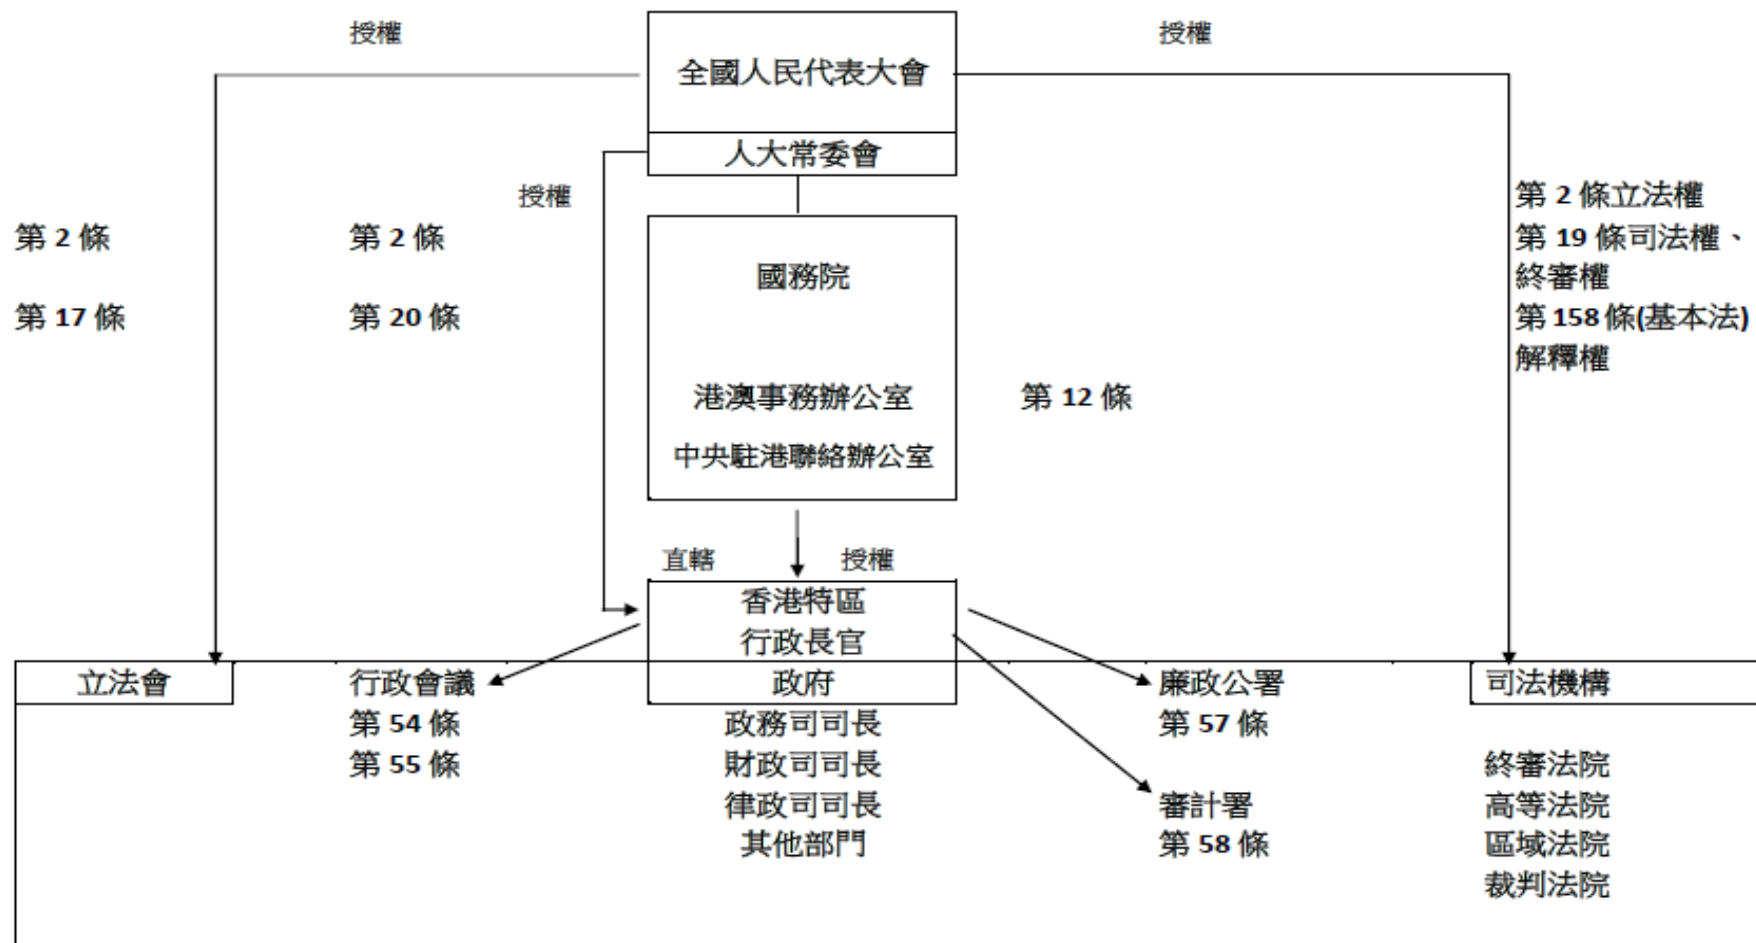 授權
授權
全國人民代表大會
人大常委會
授權
第 2 條立法權
第 2 條
第 2 條
第 19 條司法權、
國務院
終審權
第 17 條
第 20 條
第 158 條(基本法)
解釋權
港澳事務辦公室
第 12 條
中央駐港聯絡辦公室
直轄
授權
香港特區
行政長官
立法會
行政會議
政府
廉政公署
司法機構
第 54 條
政務司司長
第 57 條
第 55 條
財政司司長
終審法院
律政司司長
審計署
高等法院
其他部門
第 58 條
區域法院
裁判法院